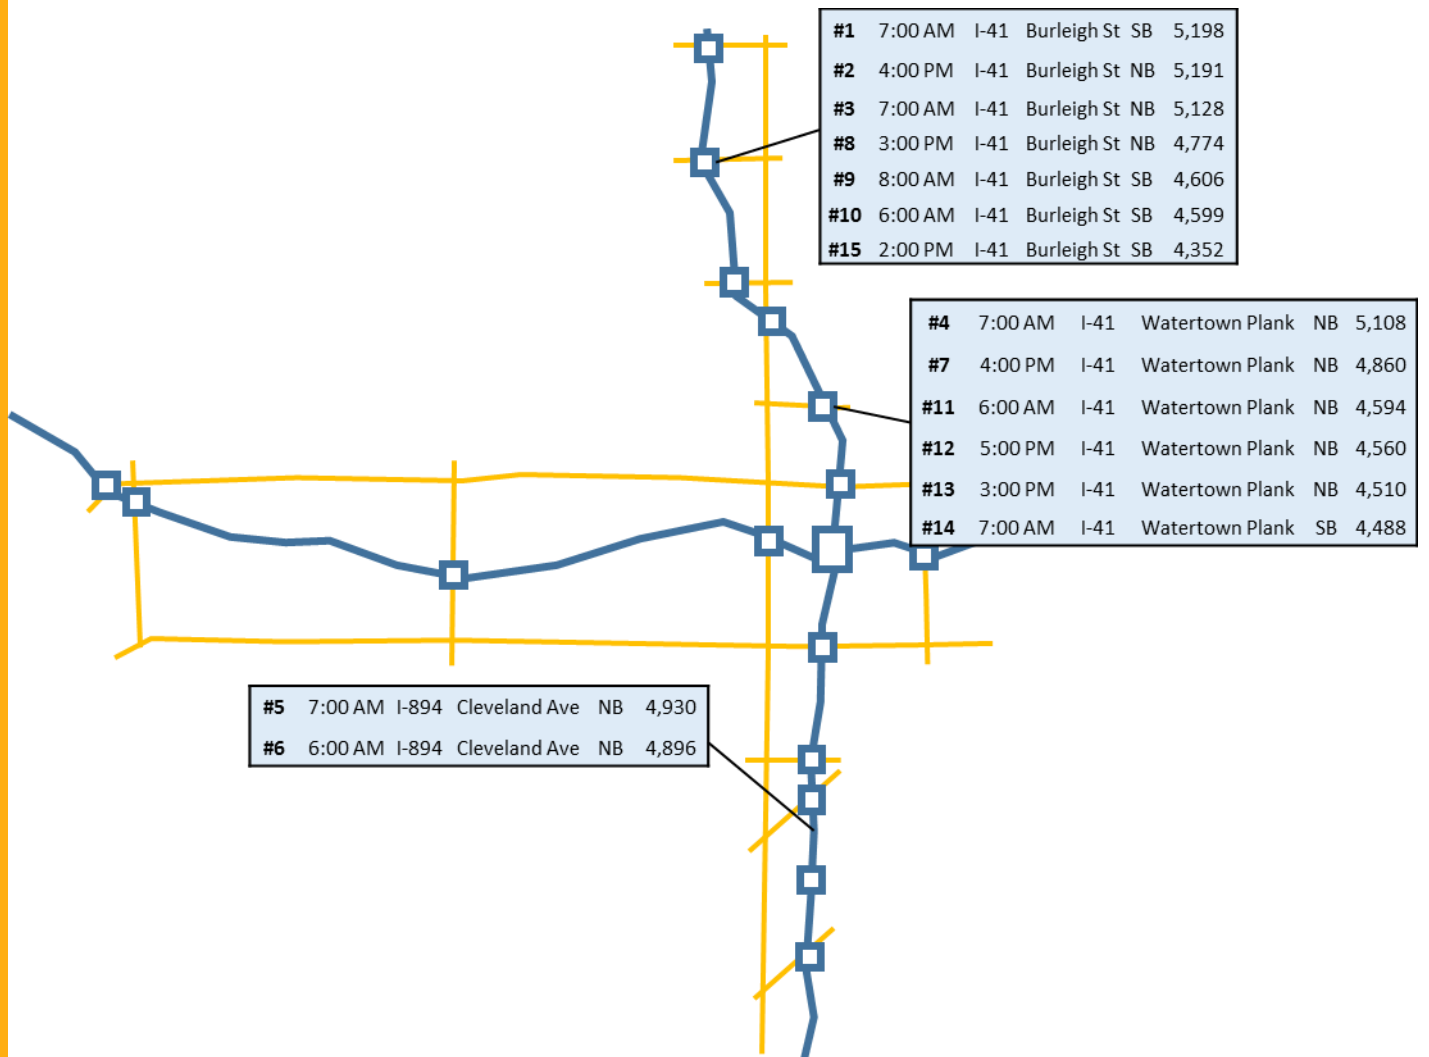 #1 7:00 AM I-41 Burleigh St SB 5,198
#2 4:00 PM I-41 Burleigh St NB 5,191
#3 7:00 AM I-41 Burleigh St NB 5,128
#8 3:00 PM I-41 Burleigh St NB 4,774
#9 8:00 AM I-41 Burleigh St SB 4,606
#10 6:00 AM I-41 Burleigh St SB 4,599
#15 2:00 PM I-41 Burleigh St SB 4,352
#4 7:00 AM I-41 Watertown Plank NB 5,108
#7 4:00 PM I-41 Watertown Plank NB 4,860
#11 6:00 AM I-41 Watertown Plank NB 4,594
#12 5:00 PM I-41 Watertown Plank NB 4,560
#13 3:00 PM I-41 Watertown Plank NB 4,510
#14 7:00 AM I-41 Watertown Plank SB 4,488
#5 7:00 AM I-894 Cleveland Ave NB 4,930
#6 6:00 AM I-894 Cleveland Ave NB 4,896